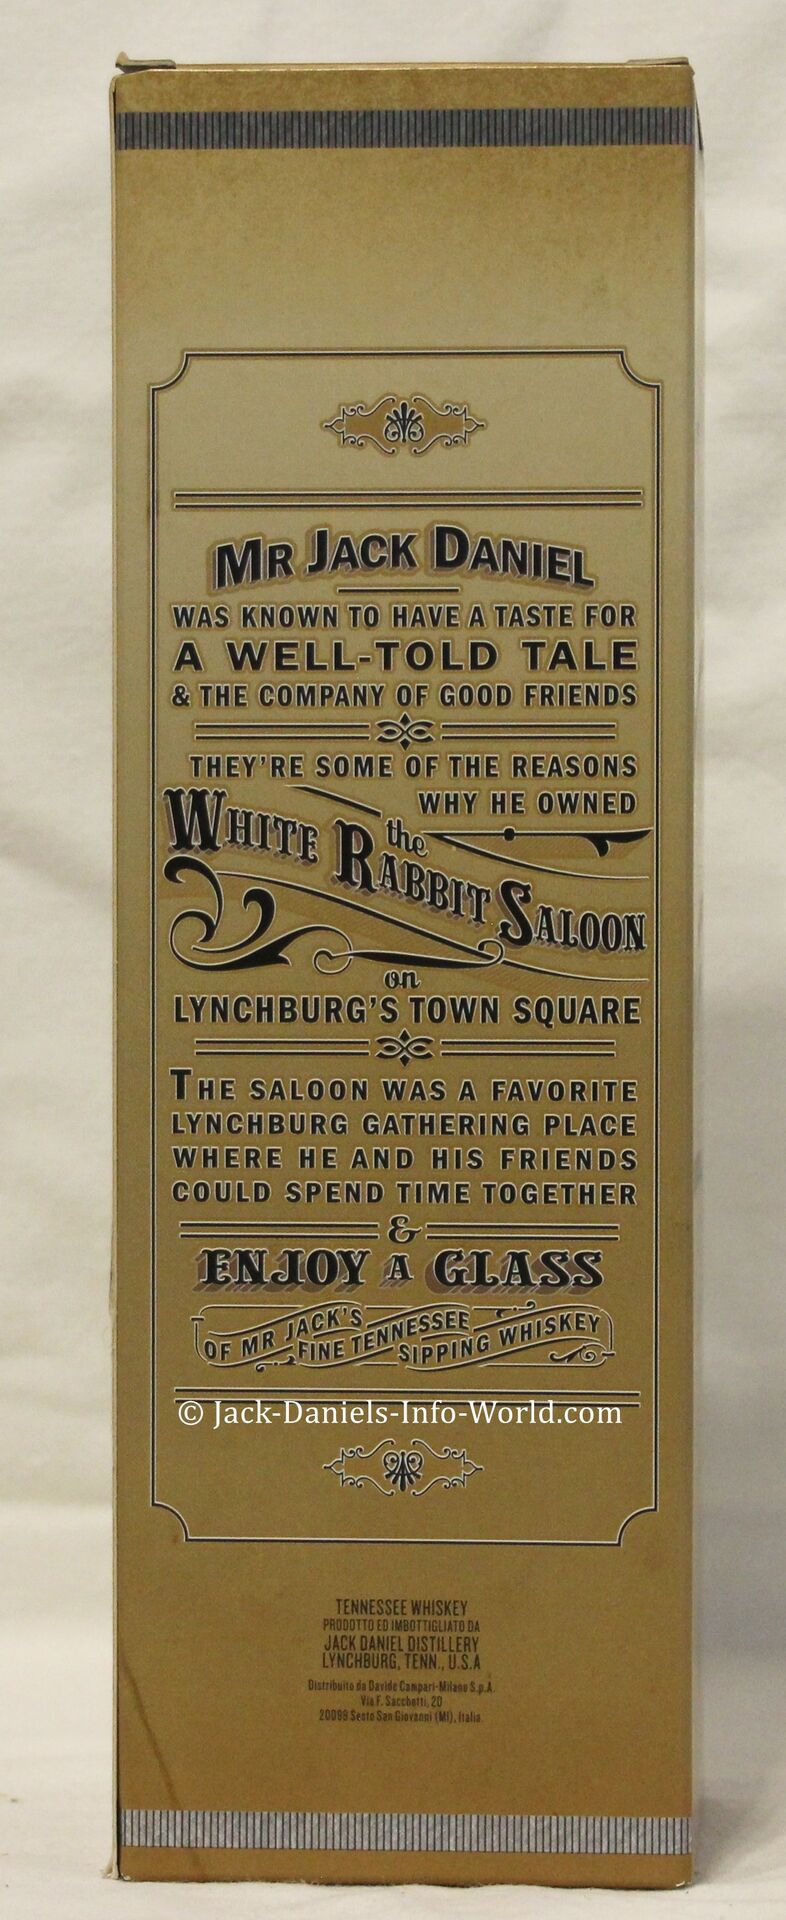 MR JACK DANIEL
WAS KNOWN TO HAVE A TASTE FOR
A WELL-TOLD TALE
& THE COMPANY OF GOOD FRIENDS
THEY'RE SOME OF THE REASONS
WHY HE OWNED
the
WHITE RABBIT SALOON
on
LYNCHBURG'S TOWN SQUARE
THE SALOON WAS A FAVORITE
LYNCHBURG GATHERING PLACE
WHERE HE AND HIS FRIENDS
COULD SPEND TIME TOGETHER
&
ENJOY A GLASS
OF MR JACK'S FINE TENNESSEE SIPPING WHISKEY
© Jack-Daniels-Info-World.com
TENNESSEE WHISKEY
PRODOTTO ED IMBOTTIGLIATO DA
JACK DANIEL DISTILLERY
LYNCHBURG, TENN., U.S.A
Distribuito da Davide Campari-Milano S.p.A.
Via F. Sacchetti, 20
20099 Sesto San Giovanni (MI), Italia